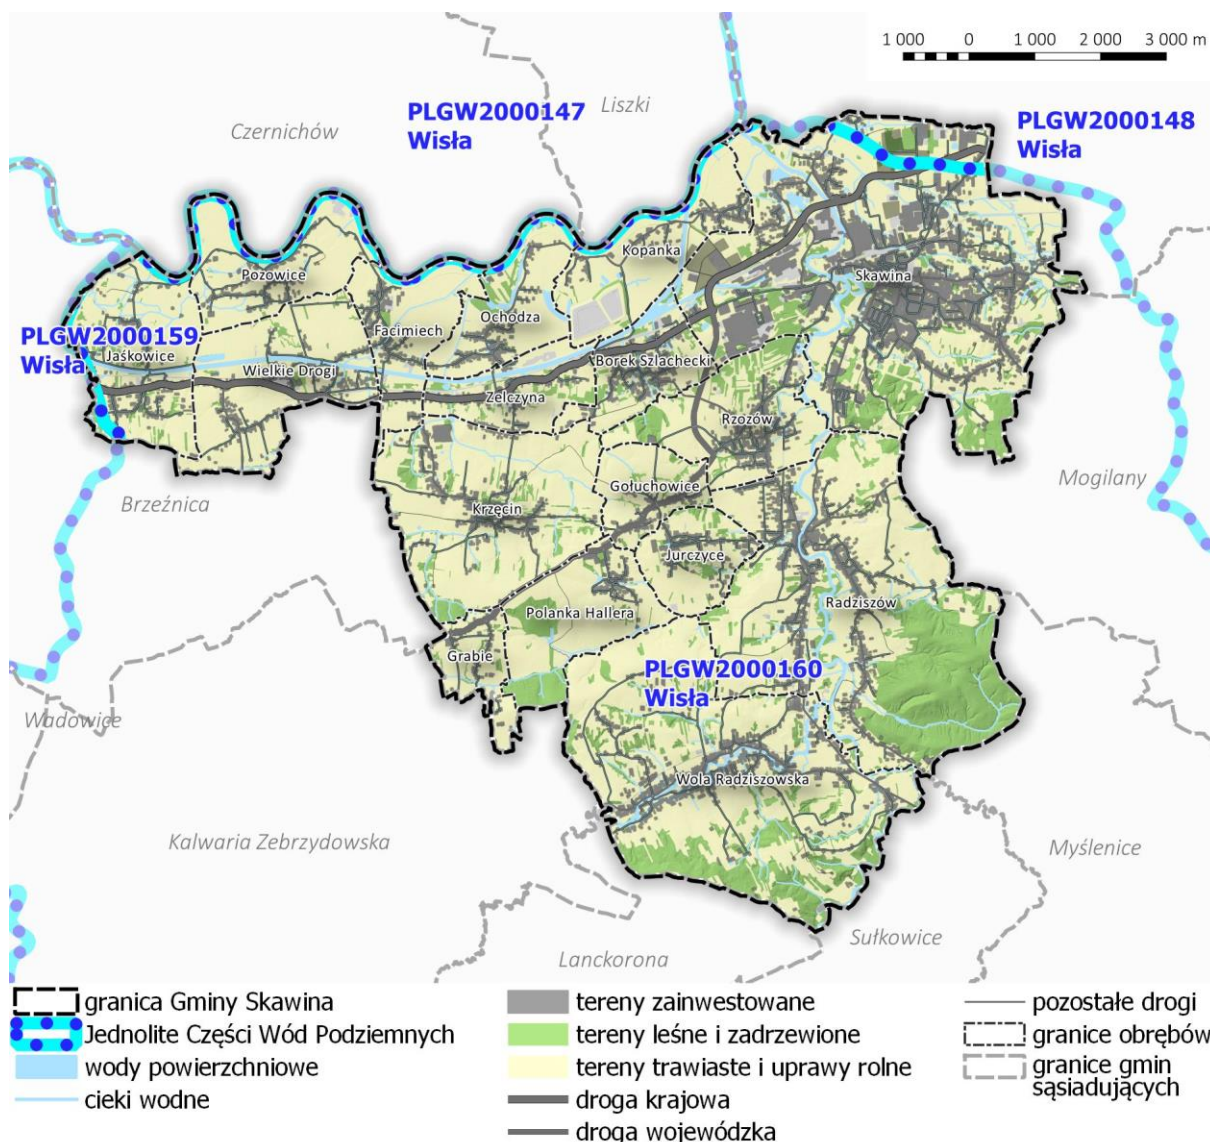 1 000 0 1 000 2 000 3 000 m
PLGW2000147
Wisła
Liszki
Czernichów
PLGW2000148
Wisła
Kopanka
Pozowice
Skawina
Ochodza
Facimiech
PLGW2000159
Wisła
Jaśkowice
Borek Szlachecki
Wielkie Drogi
Zelczyna
Rzozów
Mogilany
Gołuchowice
Brzeźnica
Krzęcin
Jurczyce
Radziszów
Polanka Hallera
Grabie
PLGW2000160
Wisła
Wadowice
Wola Radziszowska
Kalwaria Zebrzydowska
Myślenice
Sułkowice
Lanckorona
granica Gminy Skawina
Jednolite Części Wód Podziemnych
wody powierzchniowe
cieki wodne
tereny zainwestowane
tereny leśne i zadrzewione
tereny trawiaste i uprawy rolne
droga krajowa
droga wojewódzka
pozostałe drogi
granice obrębów
granice gmin
sąsiadujących